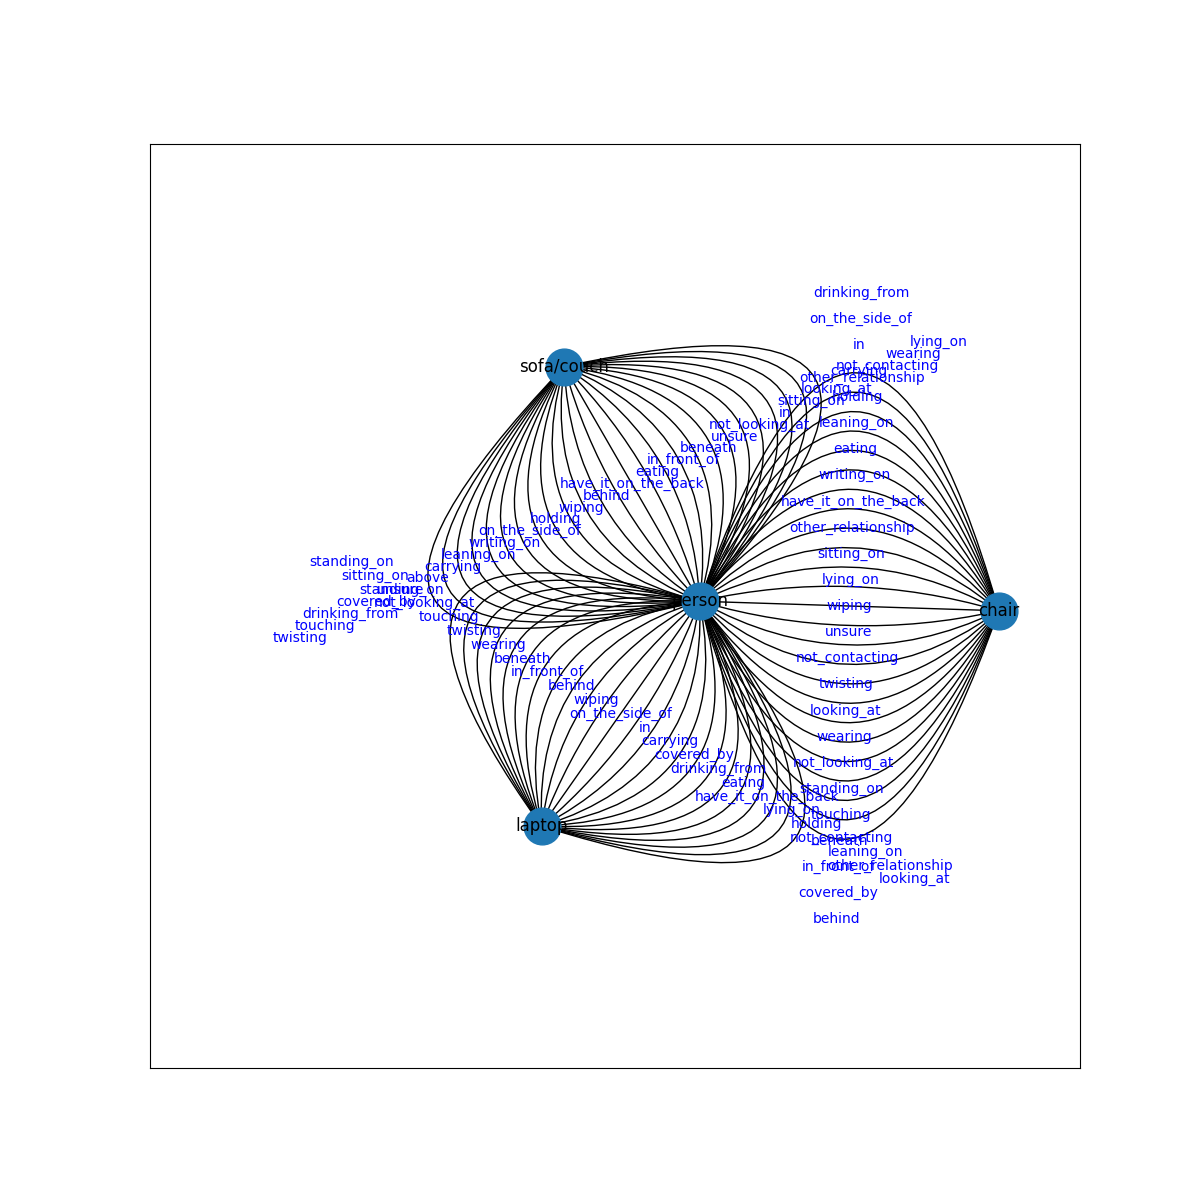 drinking_from
on_the_side_of
in
lying_on
wearing
not_contacting
sofa/couch
carrying
other_relationship
looking_at
holding
sitting_on
in
leaning_on
not_looking_at
unsure
beneath
eating
in_front_of
eating
writing_on
have_it_on_the_back
behind
have_it_on_the_back
wiping
holding
other_relationship
on_the_side_of
writing_on
leaning_on
sitting_on
standing_on
carrying
sitting_on
above
lying_on
standing_on
unsure
covered_by
not_looking_at
person
wiping
chair
drinking_from
touching
touching
twisting
unsure
twisting
wearing
beneath
not_contacting
in_front_of
behind
twisting
wiping
looking_at
on_the_side_of
in
wearing
carrying
covered_by
not_looking_at
drinking_from
eating
standing_on
have_it_on_the_back
lying_on
touching
laptop
holding
not_contacting
beneath
leaning_on
in_front_of
other_relationship
looking_at
covered_by
behind